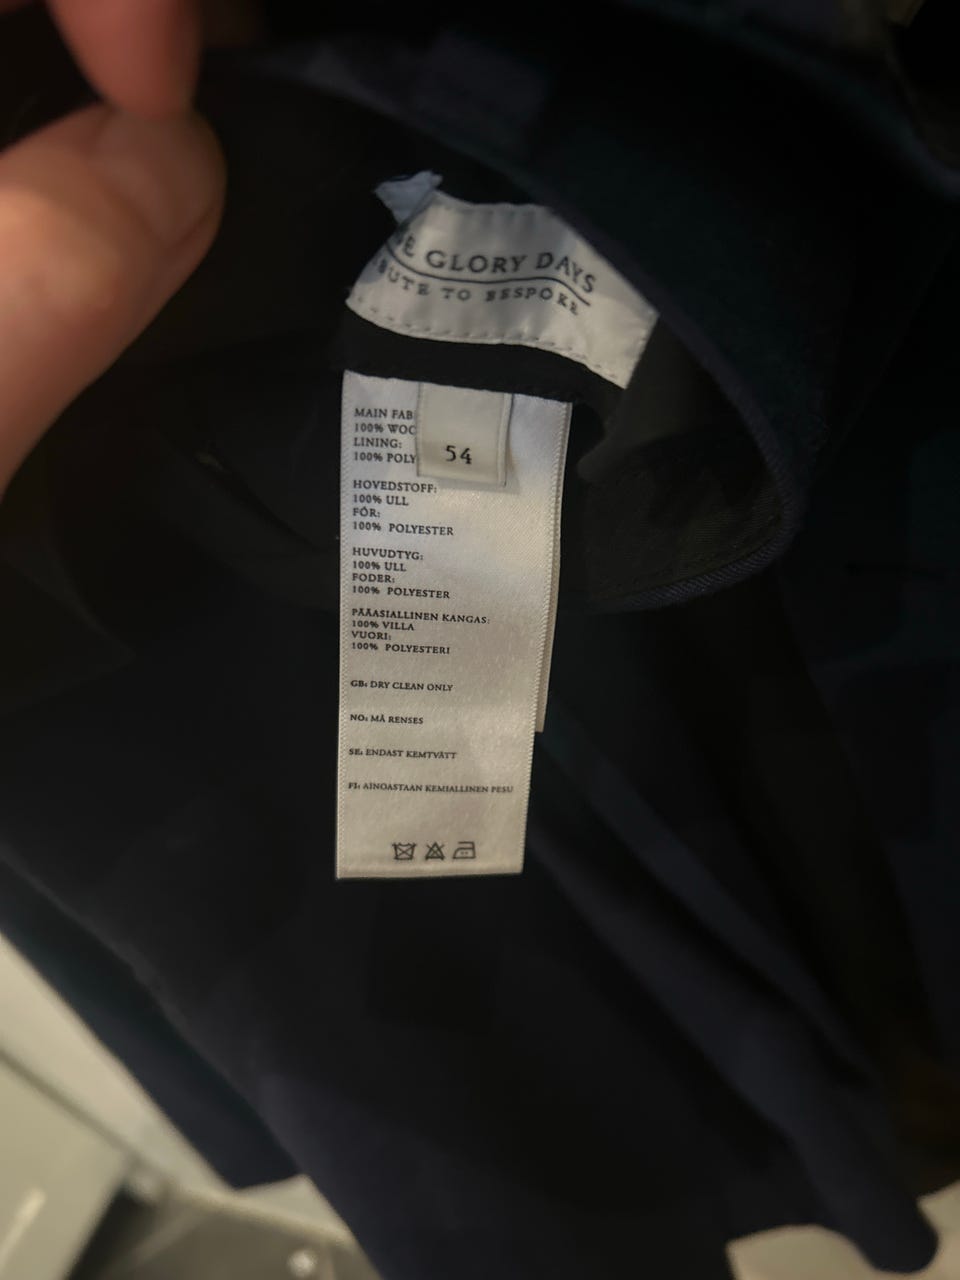 GLORY DAYS
TO BESPOKE
54
MAIN FAB
100% WOO
LINING:
100% POLY
HOVEDSTOFF:
100% ULL
FÓR:
100% POLYESTER
HUVUDTYG:
100% ULL
FODER:
100% POLYESTER
PÄÄASIALLINEN KANGAS:
100% VILLA
VUORI:
100% POLYESTERI
GB: DRY CLEAN ONLY
NO: MÅ RENSES
SE: ENDAST KEMTVÄTT
FI: AINOASTAAN KEMIALLINEN PESU